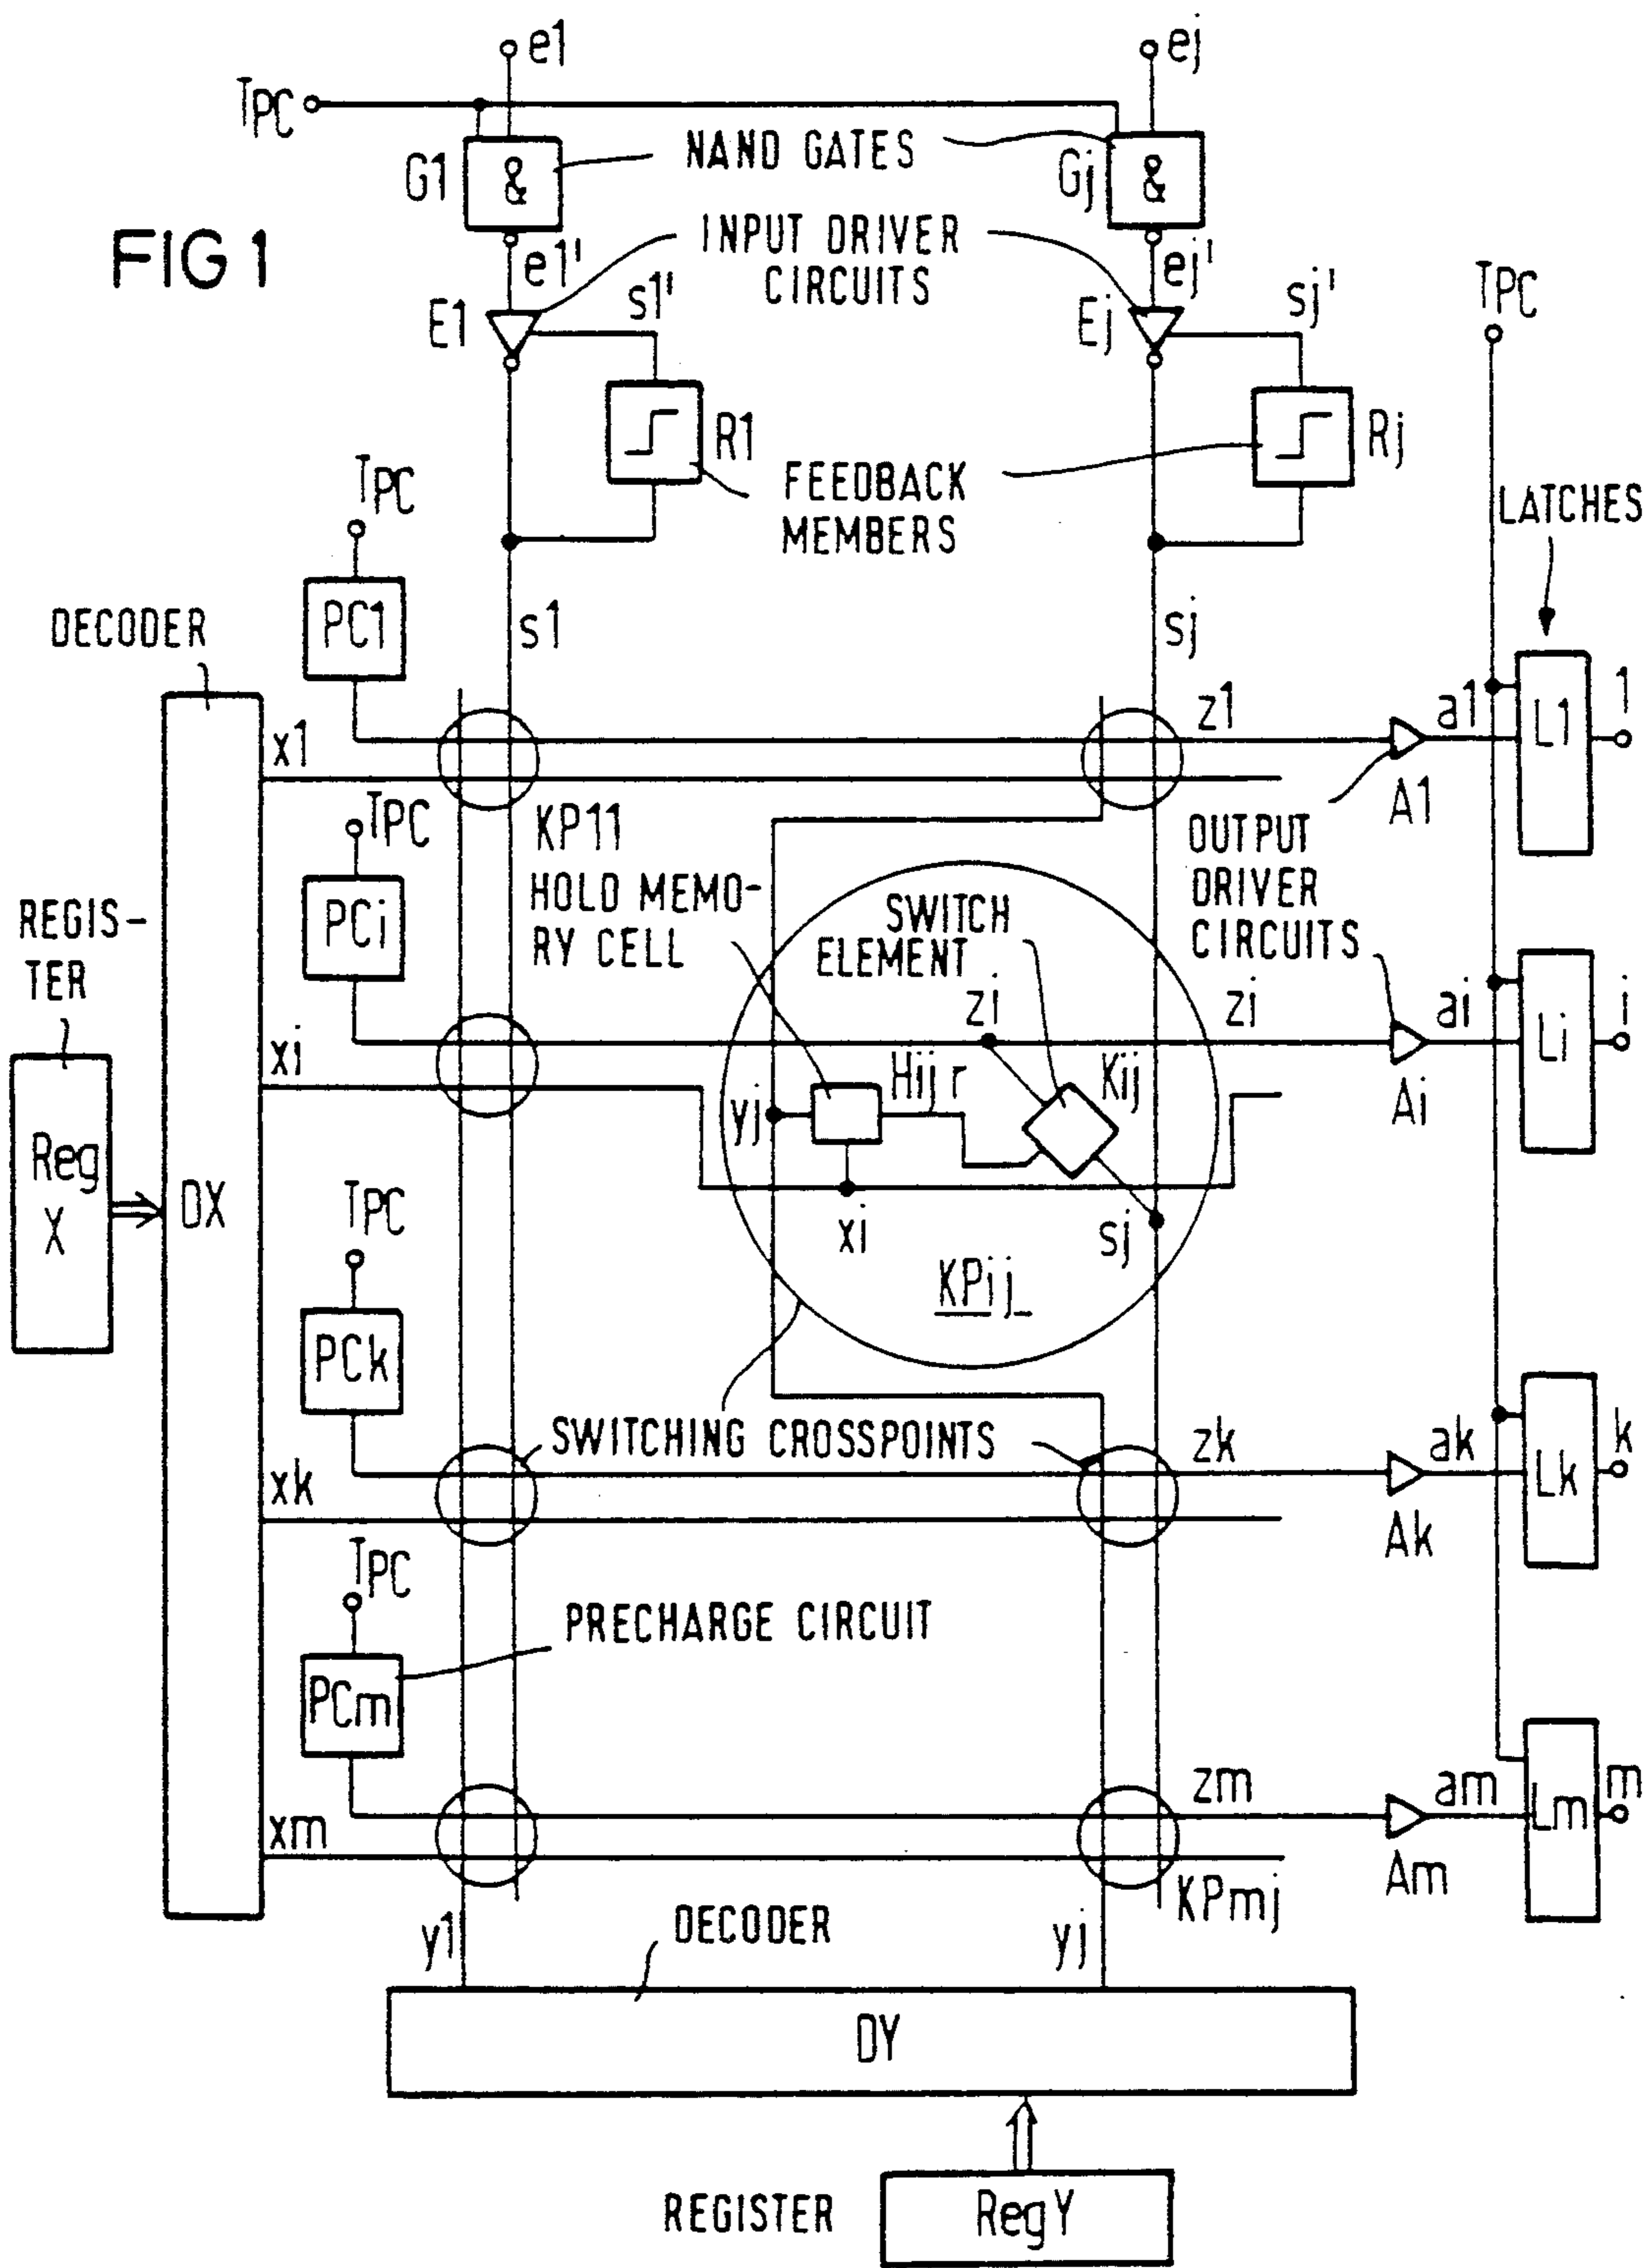 e1
ej
TPC
NAND GATES
G1
&
Gj
&
FIG 1
INPUT DRIVER
CIRCUITS
e1'
ej'
s1'
sj'
E1
Ej
TPC
R1
Rj
FEEDBACK
MEMBERS
LATCHES
TPC
DECODER
PC1
s1
sj
x1
z1
a1
L1
1
A1
TPC
KP11
HOLD MEMO-
RY CELL
SWITCH
ELEMENT
OUTPUT
DRIVER
CIRCUITS
REGIS-
TER
PCi
xi
zi
zi
ai
Li
i
Ai
yj
Hij
r
Kij
Reg
X
DX
xi
sj
KPij
TPC
PCk
SWITCHING CROSSPOINTS
xk
zk
ak
Lk
k
Ak
TPC
PRECHARGE CIRCUIT
PCm
xm
zm
am
Lm
m
Am
KPmj
y1
DECODER
yj
DY
REGISTER
Reg Y